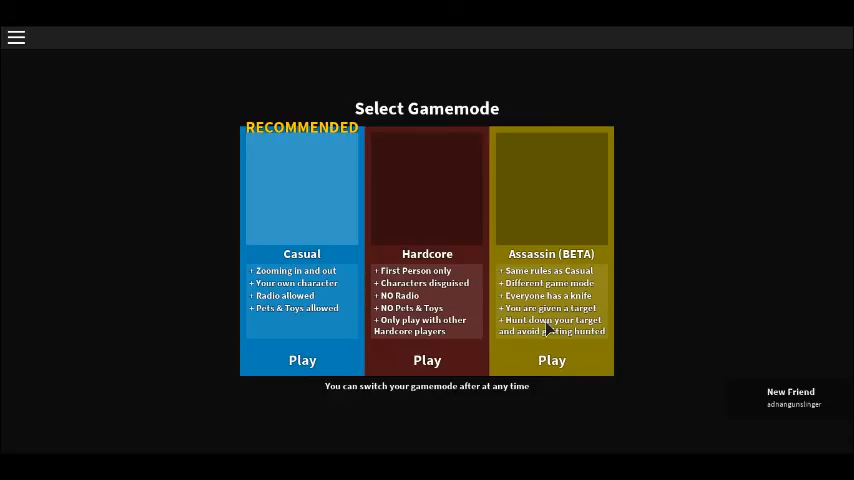 Select Gamemode
RECOMMENDED
Casual
+ Zooming in and out
+ Your own character
+ Radio allowed
+ Pets & Toys allowed
Play
Hardcore
+ First Person only
+ Characters disguised
+ NO Radio
+ NO Pets & Toys
+ Only play with other
Hardcore players
Play
Assassin (BETA)
+ Same rules as Casual
+ Different game mode
+ Everyone has a knife
+ You are given a target
+ Hunt down your target
and avoid getting hunted
Play
You can switch your gamemode after at any time
New Friend
adnangunslinger